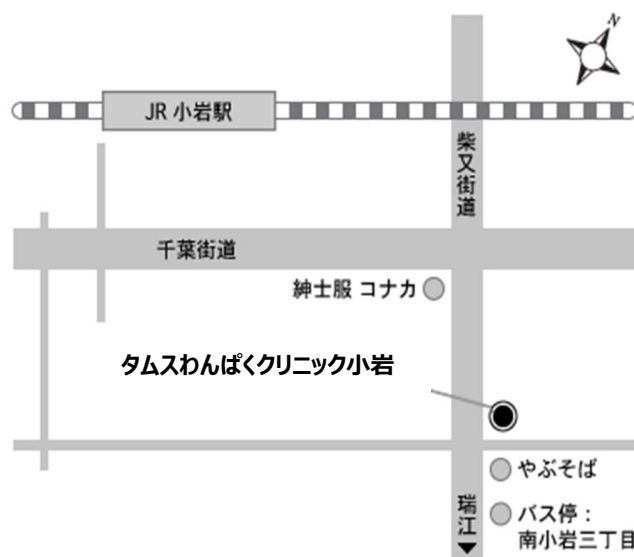 N
JR 小岩駅
柴又街道
千葉街道
紳士服 コナカ
タムスわんぱくクリニック小岩
やぶそば
瑞江
バス停：
南小岩三丁目